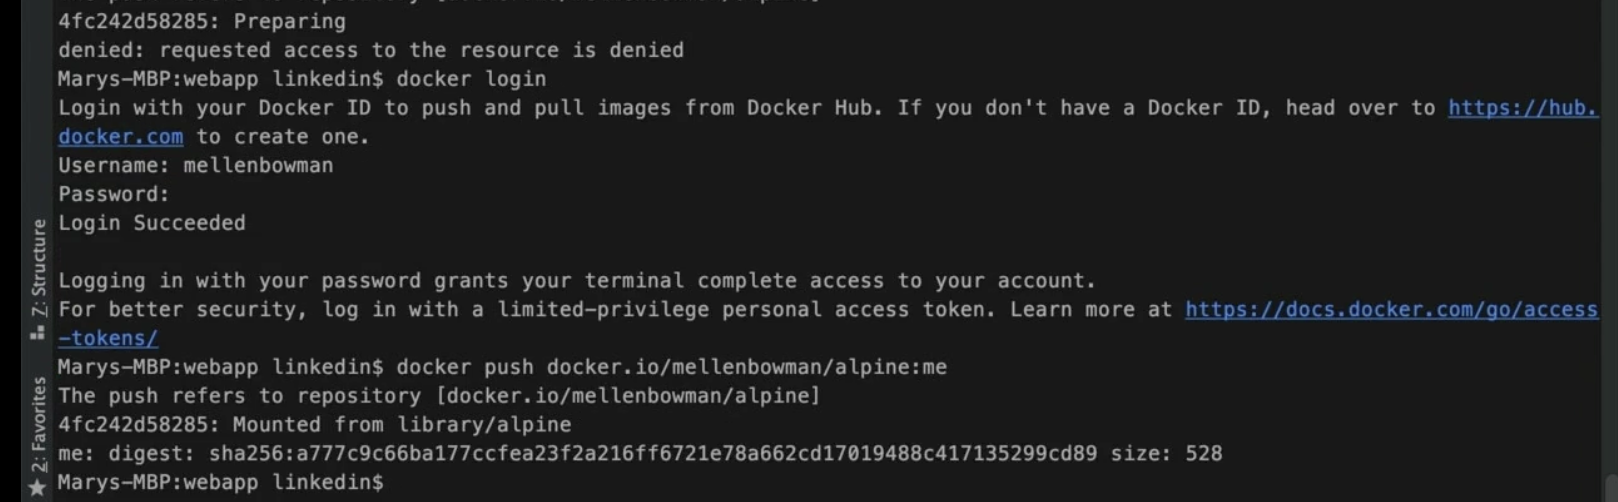 4fc242d58285: Preparing
denied: requested access to the resource is denied
Marys-MBP:webapp linkedin$ docker login
Login with your Docker ID to push and pull images from Docker Hub. If you don't have a Docker ID, head over to https://hub.
docker.com to create one.
Username: mellenbowman
Password:
Login Succeeded
Logging in with your password grants your terminal complete access to your account.
For better security, log in with a limited-privilege personal access token. Learn more at https://docs.docker.com/go/access
-tokens/
Marys-MBP:webapp linkedin$ docker push docker.io/mellenbowman/alpine:me
The push refers to repository [docker.io/mellenbowman/alpine]
4fc242d58285: Mounted from library/alpine
me: digest: sha256:a777c9c66ba177ccfea23f2a216ff6721e78a662cd17019488c417135299cd89 size: 528
Marys-MBP:webapp linkedin$
Z: Structure
2: Favorites